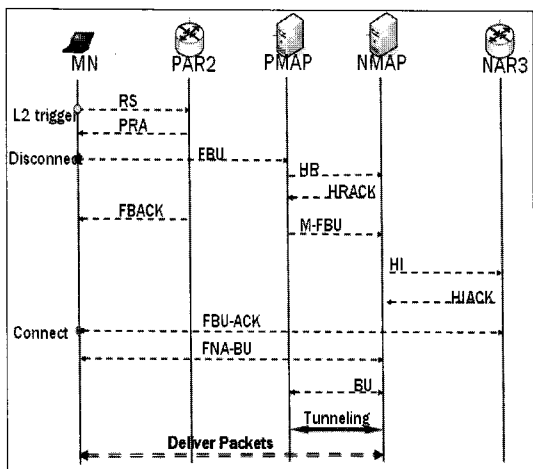 MN PAR2 PMAP NMAP NAR3
RS
L2 trigger
PRA
Disconnect
FBU
HR
HRACK
FBACK
M-FBU
HI
HIACK
FBU-ACK
Connect
FNA-BU
BU
Tunneling
Deliver Packets